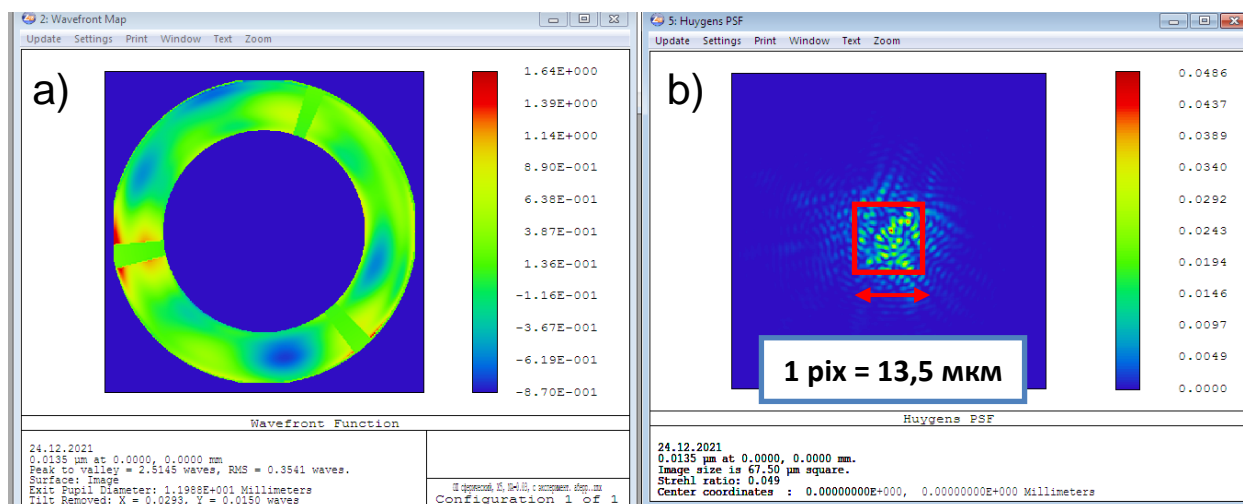 2: Wavefront Map
Update Settings Print Window Text Zoom
a)
1.64E+000
1.39E+000
1.14E+000
8.90E-001
6.38E-001
3.87E-001
1.36E-001
-1.16E-001
-3.67E-001
-6.19E-001
-8.70E-001
Wavefront Function
24.12.2021
0.0135 µm at 0.0000, 0.0000 mm
Peak to valley = 2.5145 waves, RMS = 0.3541 waves.
Surface: Image
Exit Pupil Diameter: 1.1988E+001 Millimeters
Tilt Removed: X = 0.0293, Y = 0.0150 waves
Configuration 1 of 1
5: Huygens PSF
Update Settings Print Window Text Zoom
b)
0.0486
0.0437
0.0389
0.0340
0.0292
0.0243
0.0194
0.0146
0.0097
0.0049
0.0000
1 pix = 13,5 мкм
Huygens PSF
24.12.2021
0.0135 µm at 0.0000, 0.0000 mm.
Image size is 67.50 µm square.
Strehl ratio: 0.049
Center coordinates : 0.00000000E+000, 0.00000000E+000 Millimeters